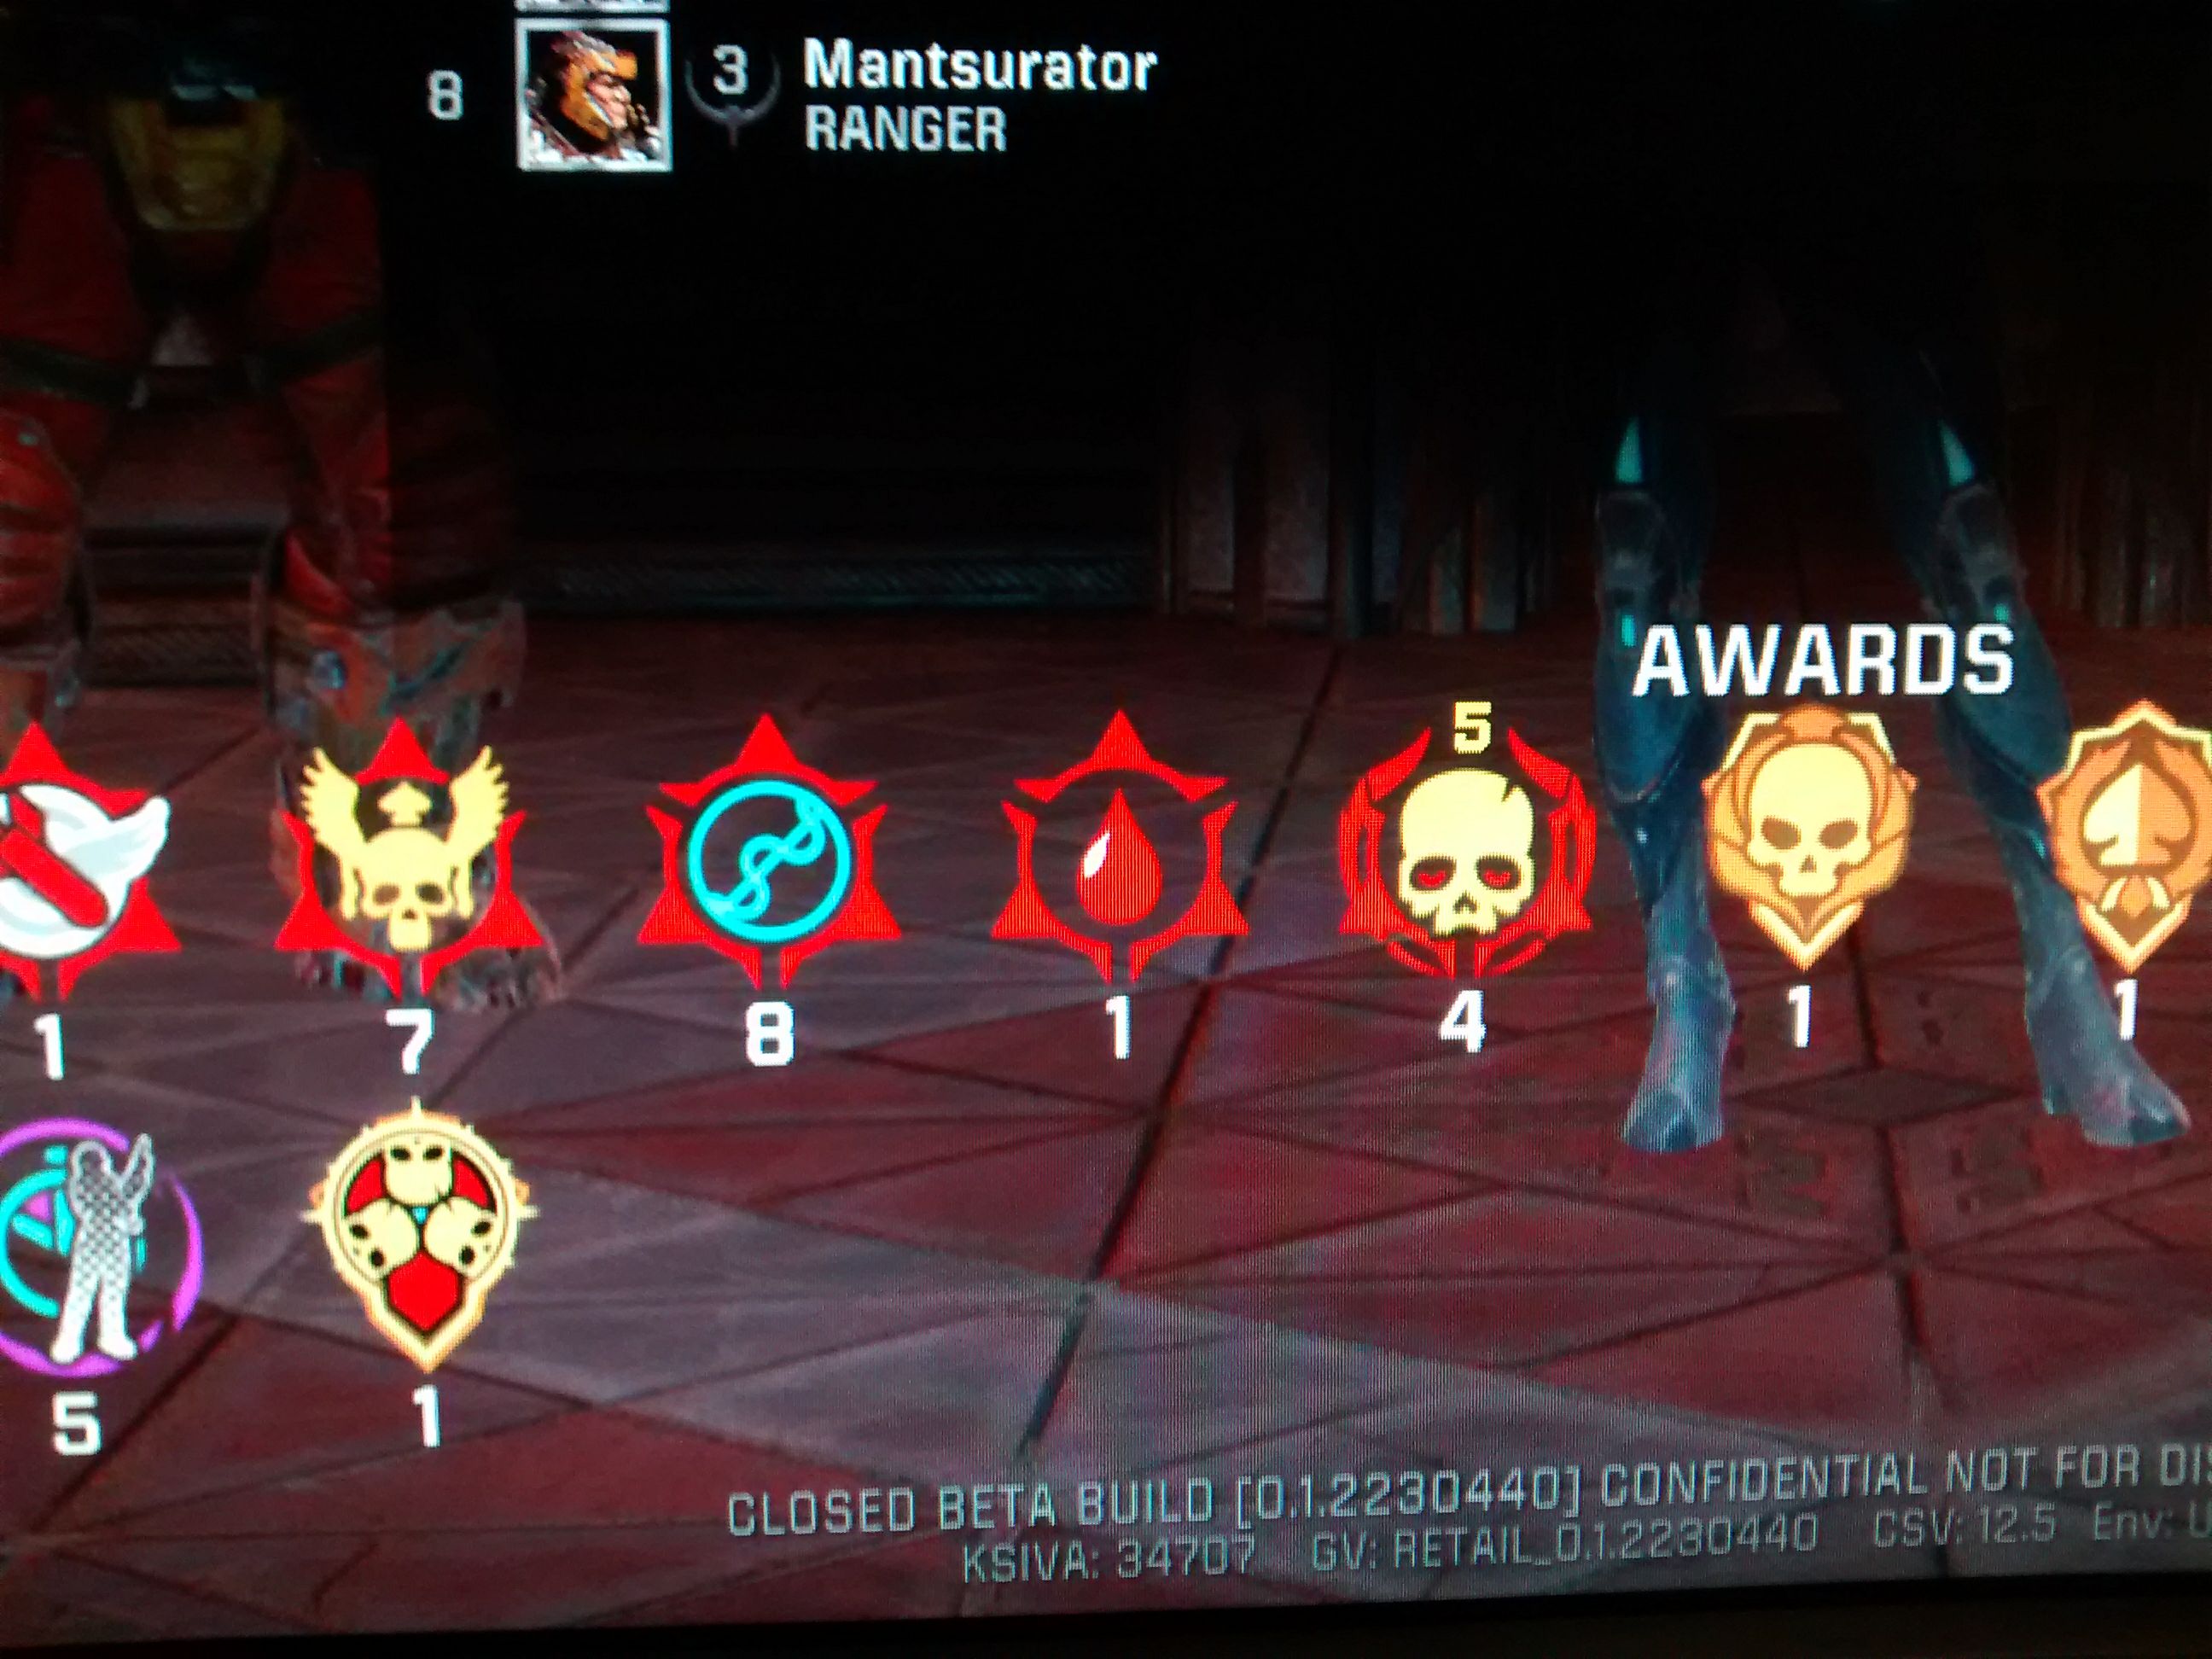 8 3 Mantsurator
RANGER
AWARDS
5
1 7 8 1 4 1 1
5 1
CLOSED BETA BUILD [0.1.2230440] CONFIDENTIAL NOT FOR
KSIVA: 34707 GV: RETAIL_0.1.2230440 CSV: 12.5 Env: